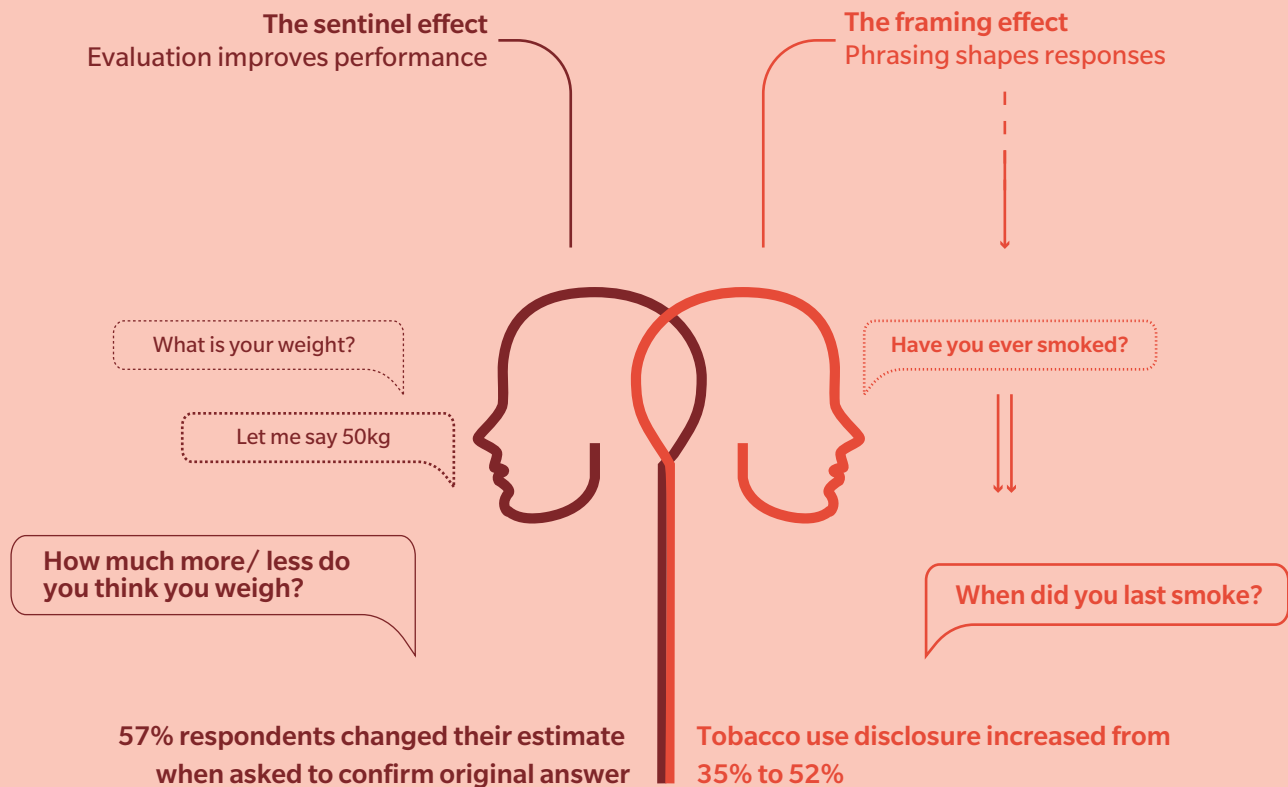 The sentinel effect
Evaluation improves performance
What is your weight?
Let me say 50kg
How much more/ less do
you think you weigh?
57% respondents changed their estimate
when asked to confirm original answer
The framing effect
Phrasing shapes responses
Have you ever smoked?
When did you last smoke?
Tobacco use disclosure increased from
35% to 52%